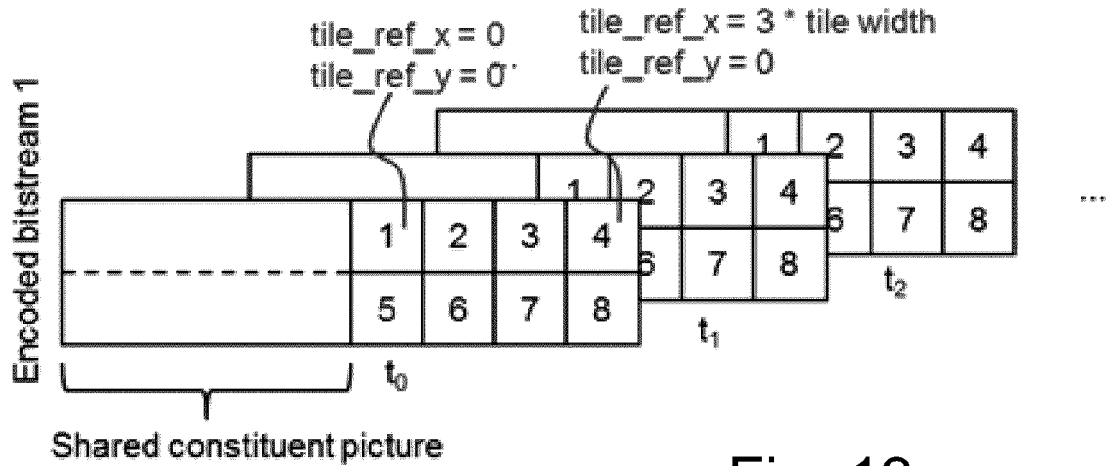 tile_ref_x = 0
tile_ref_y = 0
tile_ref_x = 3 * tile width
tile_ref_y = 0
Encoded bitstream 1
1 2 3 4
6 7 8
t₂
...
1 2 3 4
6 7 8
t₁
1 2 3 4
5 6 7 8
t₀
Shared constituent picture
Fig.